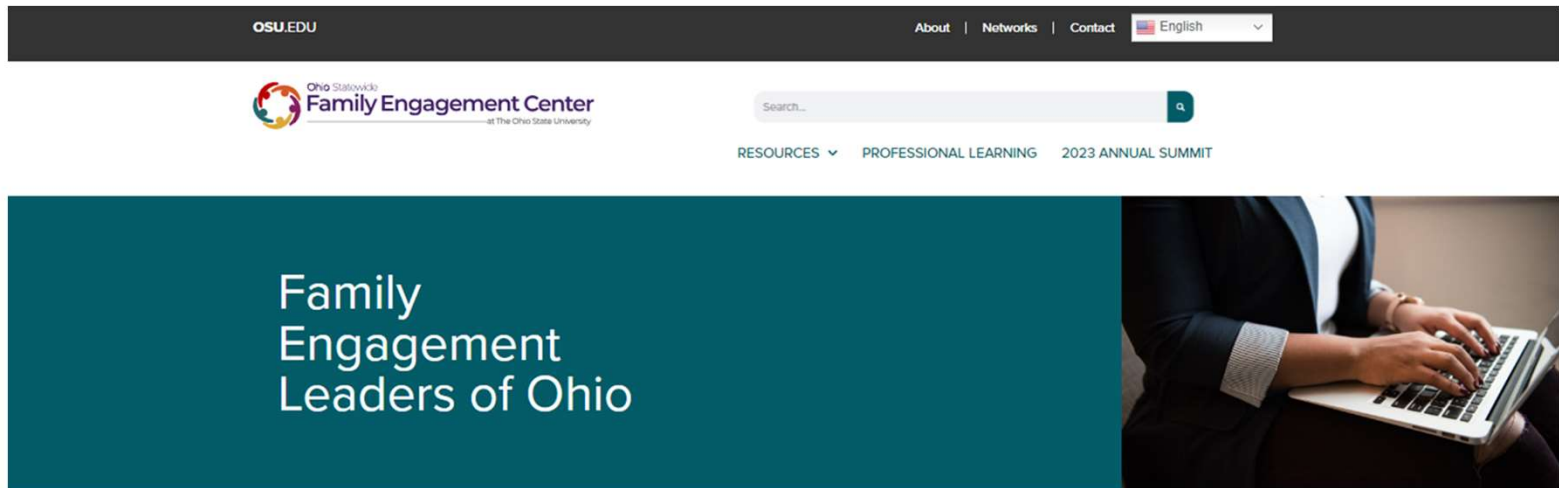 OSU.EDU
About | Networks | Contact
English
Ohio Statewide
Family Engagement Center
at The Ohio State University
Search...
RESOURCES
PROFESSIONAL LEARNING
2023 ANNUAL SUMMIT
Family
Engagement
Leaders of Ohio